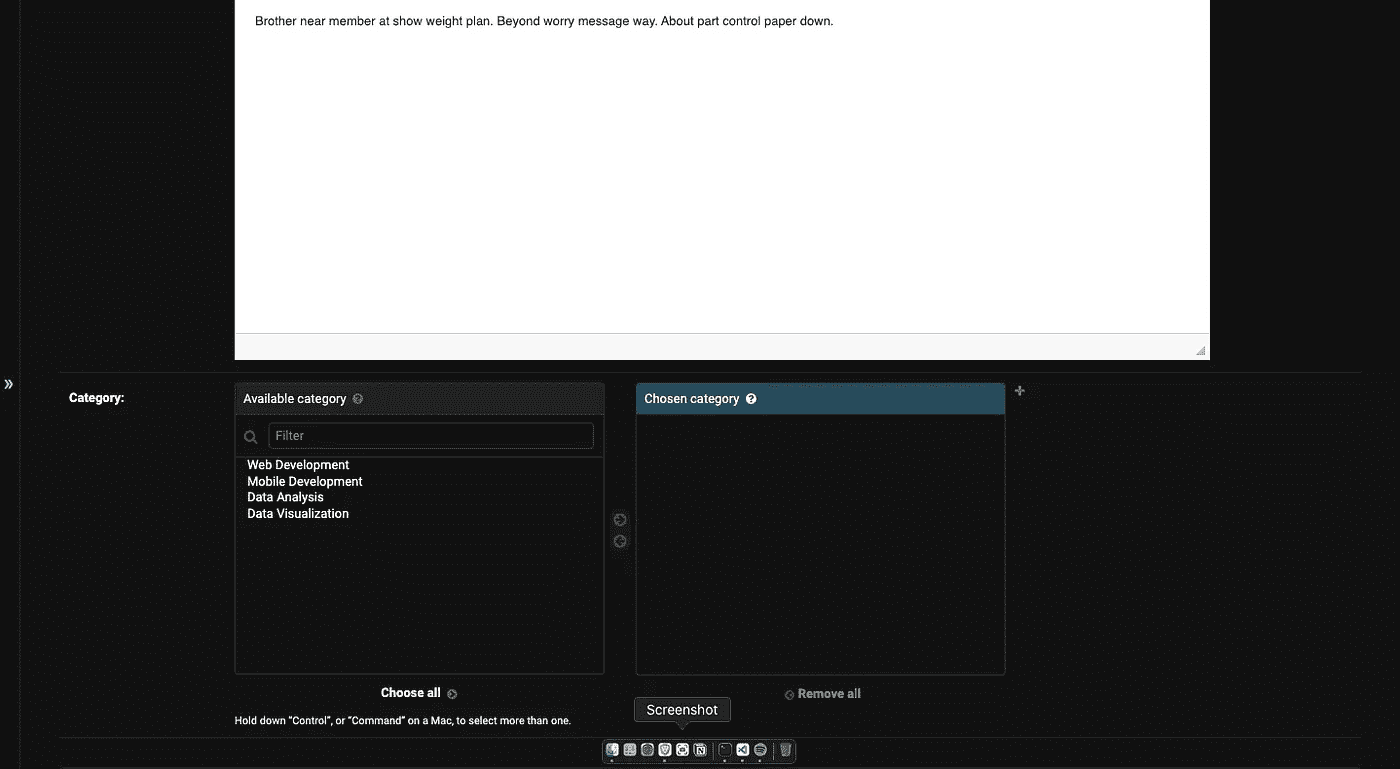 Brother near member at show weight plan. Beyond worry message way. About part control paper down.
»
Category:
Available category ?
Filter
Web Development
Mobile Development
Data Analysis
Data Visualization
Choose all
Hold down “Control”, or “Command” on a Mac, to select more than one.
Chosen category ?
Remove all
Screenshot